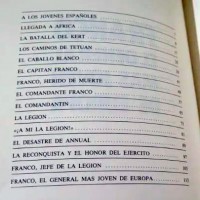 A LOS JOVENES ESPAÑOLES
LLEGADA A AFRICA
LA BATALLA DEL KERT
LOS CAMINOS DE TETUAN
EL CABALLO BLANCO
EL CAPITAN FRANCO
FRANCO, HERIDO DE MUERTE
EL COMANDANTE FRANCO
EL COMANDANTIN
LA LEGION
«¡A MI LA LEGION!»
EL DESASTRE DE ANNUAL
LA RECONQUISTA Y EL HONOR DEL EJERCITO
FRANCO, JEFE DE LA LEGION
FRANCO, EL GENERAL MAS JOVEN DE EUROPA